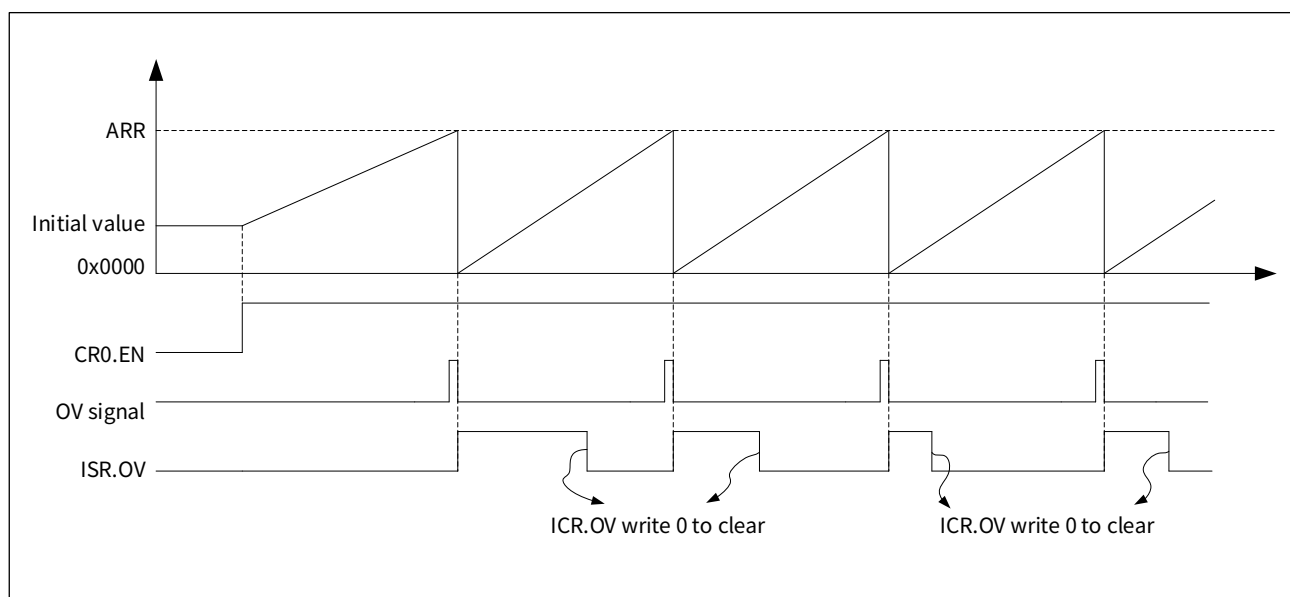 ARR
Initial value
0x0000
CR0.EN
OV signal
ISR.OV
ICR.OV write 0 to clear
ICR.OV write 0 to clear